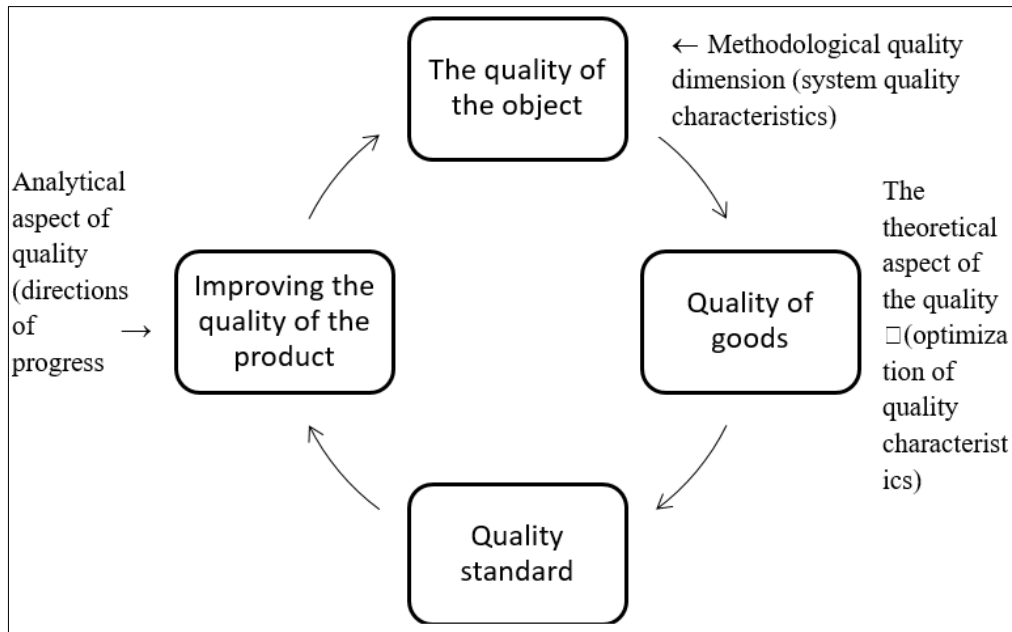 The quality of
the object
← Methodological quality
dimension (system quality
characteristics)
Analytical
aspect of
quality
(directions
of →
progress
Improving the
quality of the
product
Quality of
goods
The
theoretical
aspect of
the quality
□(optimiza
tion of
quality
characterist
ics)
Quality
standard